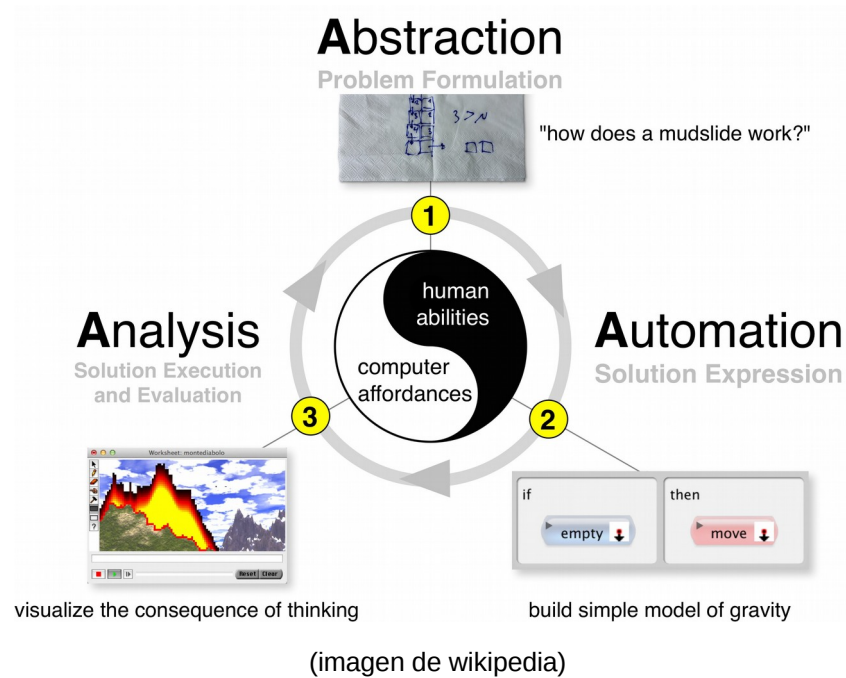 Abstraction
Problem Formulation
3 > N
"how does a mudslide work?"
1
human
abilities
computer
affordances
Automation
Solution Expression
2
if
empty
then
move
build simple model of gravity
Analysis
Solution Execution
and Evaluation
3
Worksheet: montediabolo
?
Reset Clear
visualize the consequence of thinking
(imagen de wikipedia)